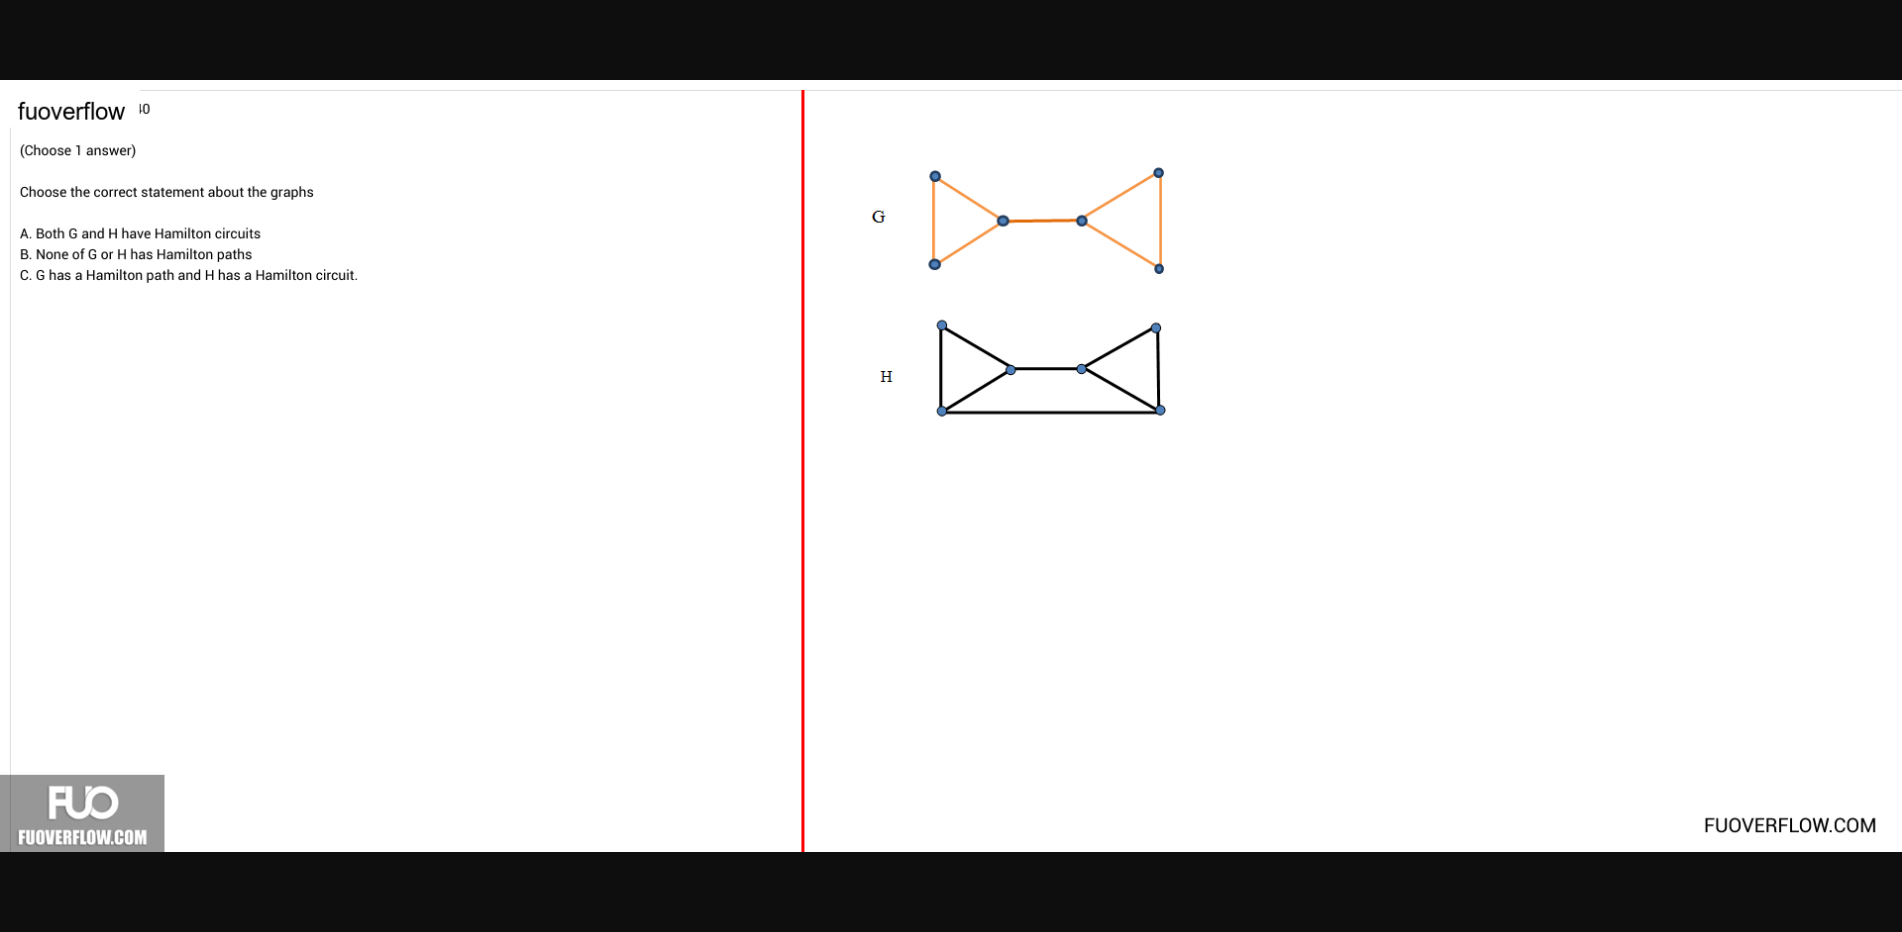 fuoverflow
(Choose 1 answer)
Choose the correct statement about the graphs
A. Both G and H have Hamilton circuits
B. None of G or H has Hamilton paths
C. G has a Hamilton path and H has a Hamilton circuit.
G
H
FUO
FUOVERFLOW.COM
FUOVERFLOW.COM